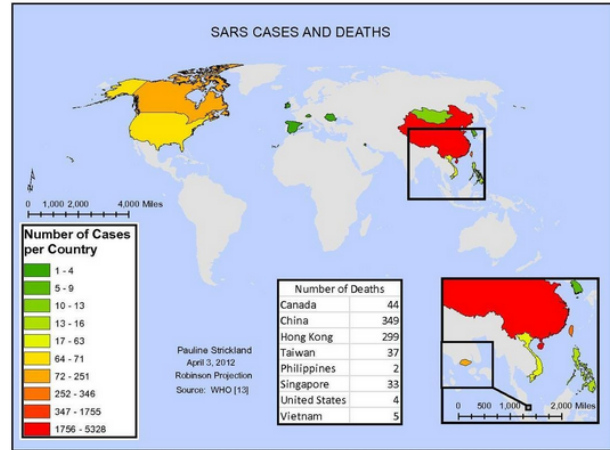 SARS CASES AND DEATHS
0 1,000 2,000 4,000 Miles
Number of Cases
per Country
1 - 4
5 - 9
10 - 13
13 - 16
17 - 63
64 - 71
72 - 251
252 - 346
347 - 1755
1756 - 5328
Pauline Strickland
April 3, 2012
Robinson Projection
Source: WHO [13]
Number of Deaths
Canada 44
China 349
Hong Kong 299
Taiwan 37
Philippines 2
Singapore 33
United States 4
Vietnam 5
0 500 1,000 2,000 Miles